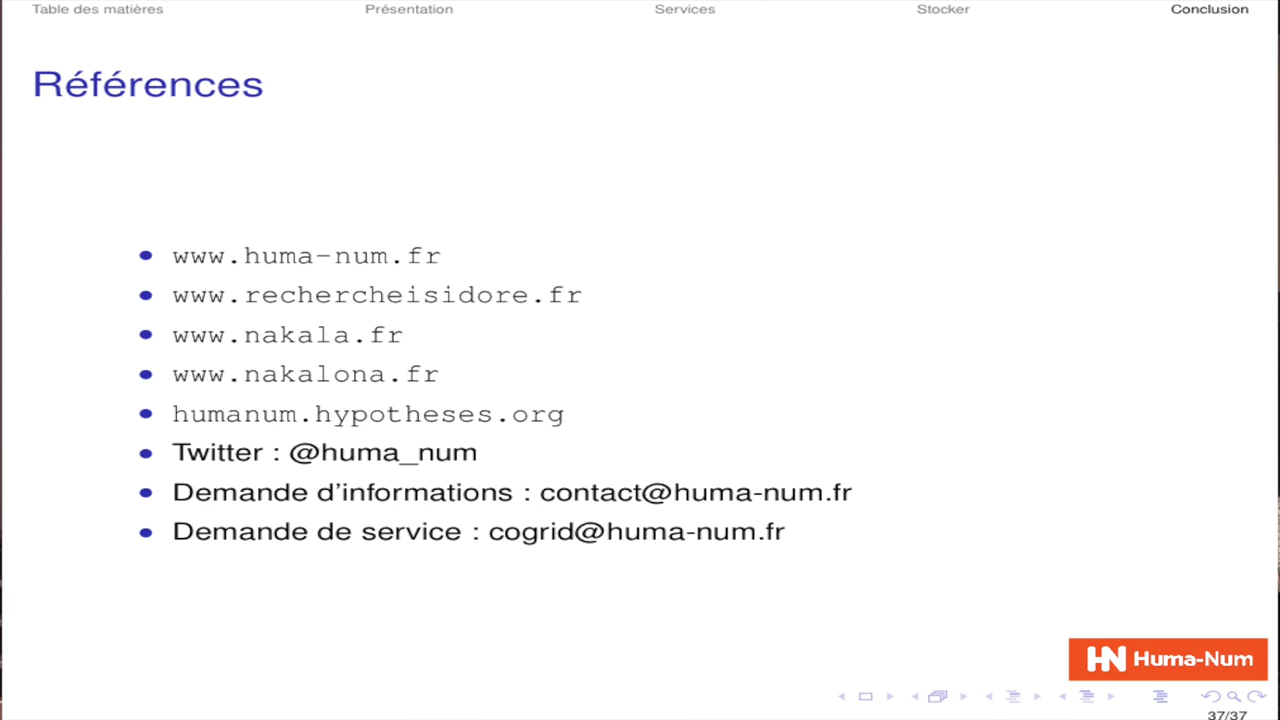 Table des matières Présentation Services Stocker Conclusion
Références
www.huma-num.fr
www.rechercheisidore.fr
www.nakala.fr
www.nakalona.fr
humanum.hypotheses.org
Twitter : @huma_num
Demande d'informations : contact@huma-num.fr
Demande de service : cogrid@huma-num.fr
HN Huma-Num
37/37